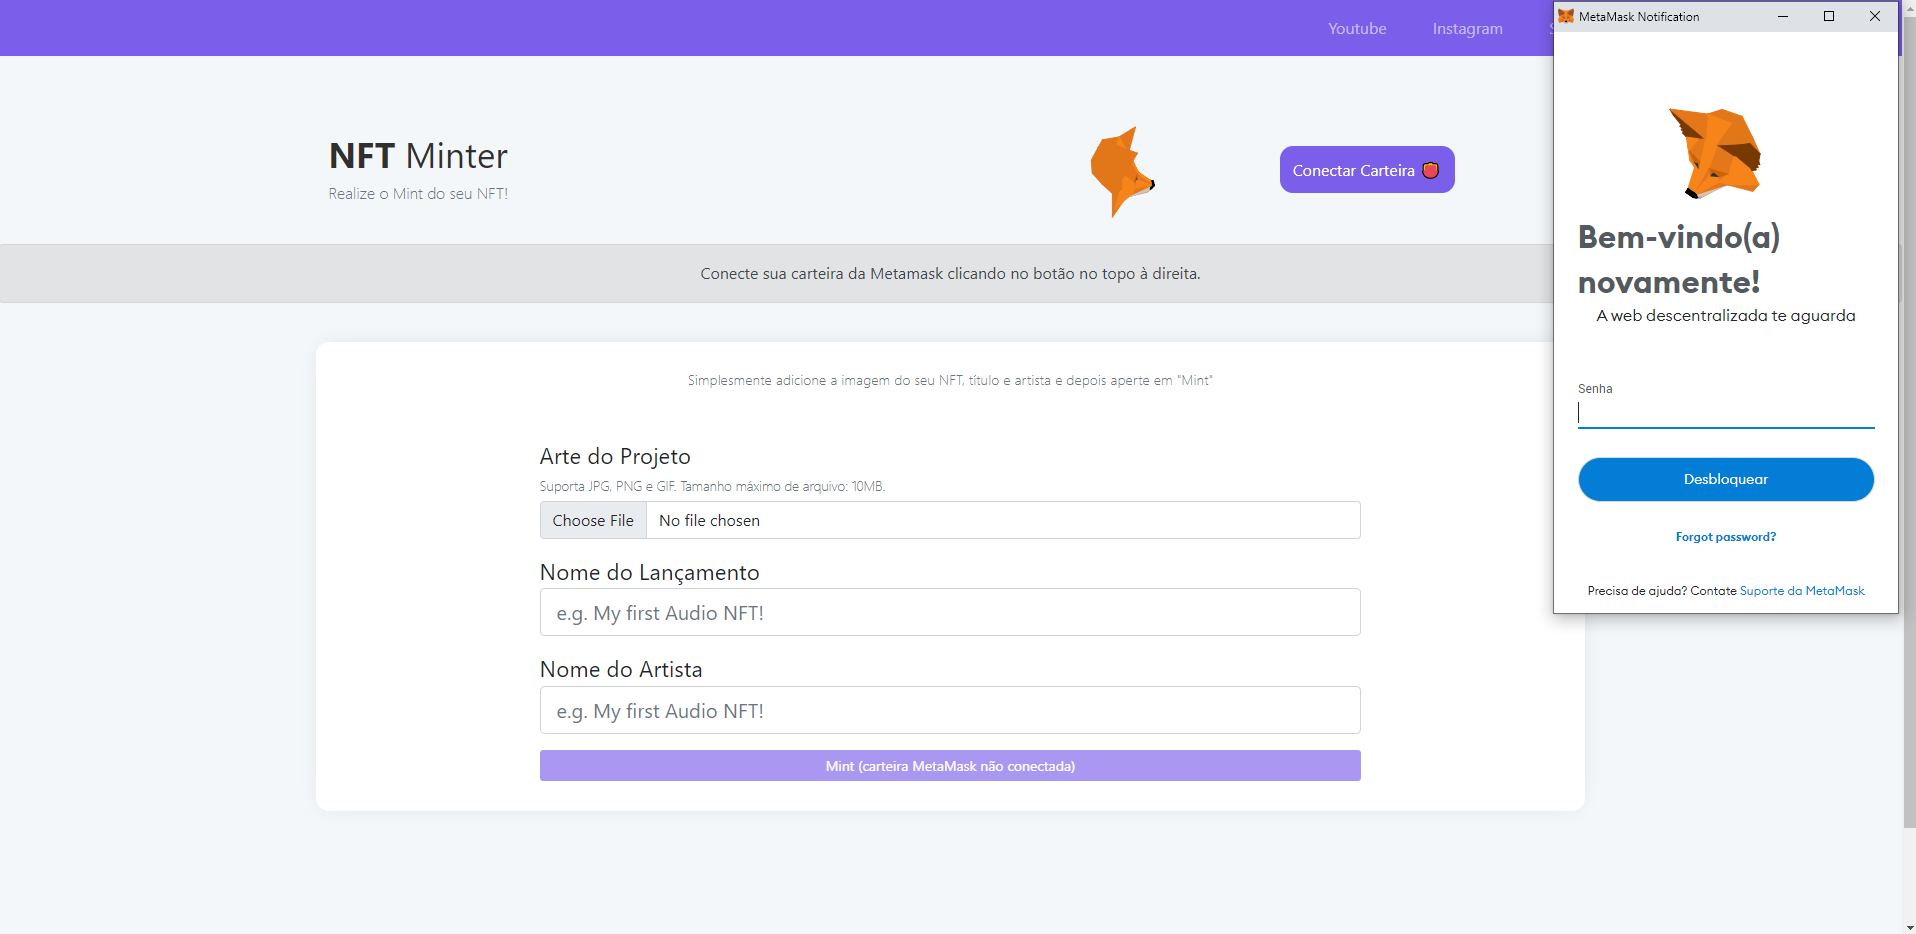 Youtube
Instagram
NFT Minter
Realize o Mint do seu NFT!
Conectar Carteira
Conecte sua carteira da Metamask clicando no botão no topo à direita.
Simplesmente adicione a imagem do seu NFT, título e artista e depois aperte em "Mint"
Arte do Projeto
Suporta JPG, PNG e GIF. Tamanho máximo de arquivo: 10MB.
Choose File No file chosen
Nome do Lançamento
e.g. My first Audio NFT!
Nome do Artista
e.g. My first Audio NFT!
Mint (carteira MetaMask não conectada)
MetaMask Notification
Bem-vindo(a)
novamente!
A web descentralizada te aguarda
Senha
Desbloquear
Forgot password?
Precisa de ajuda? Contate Suporte da MetaMask